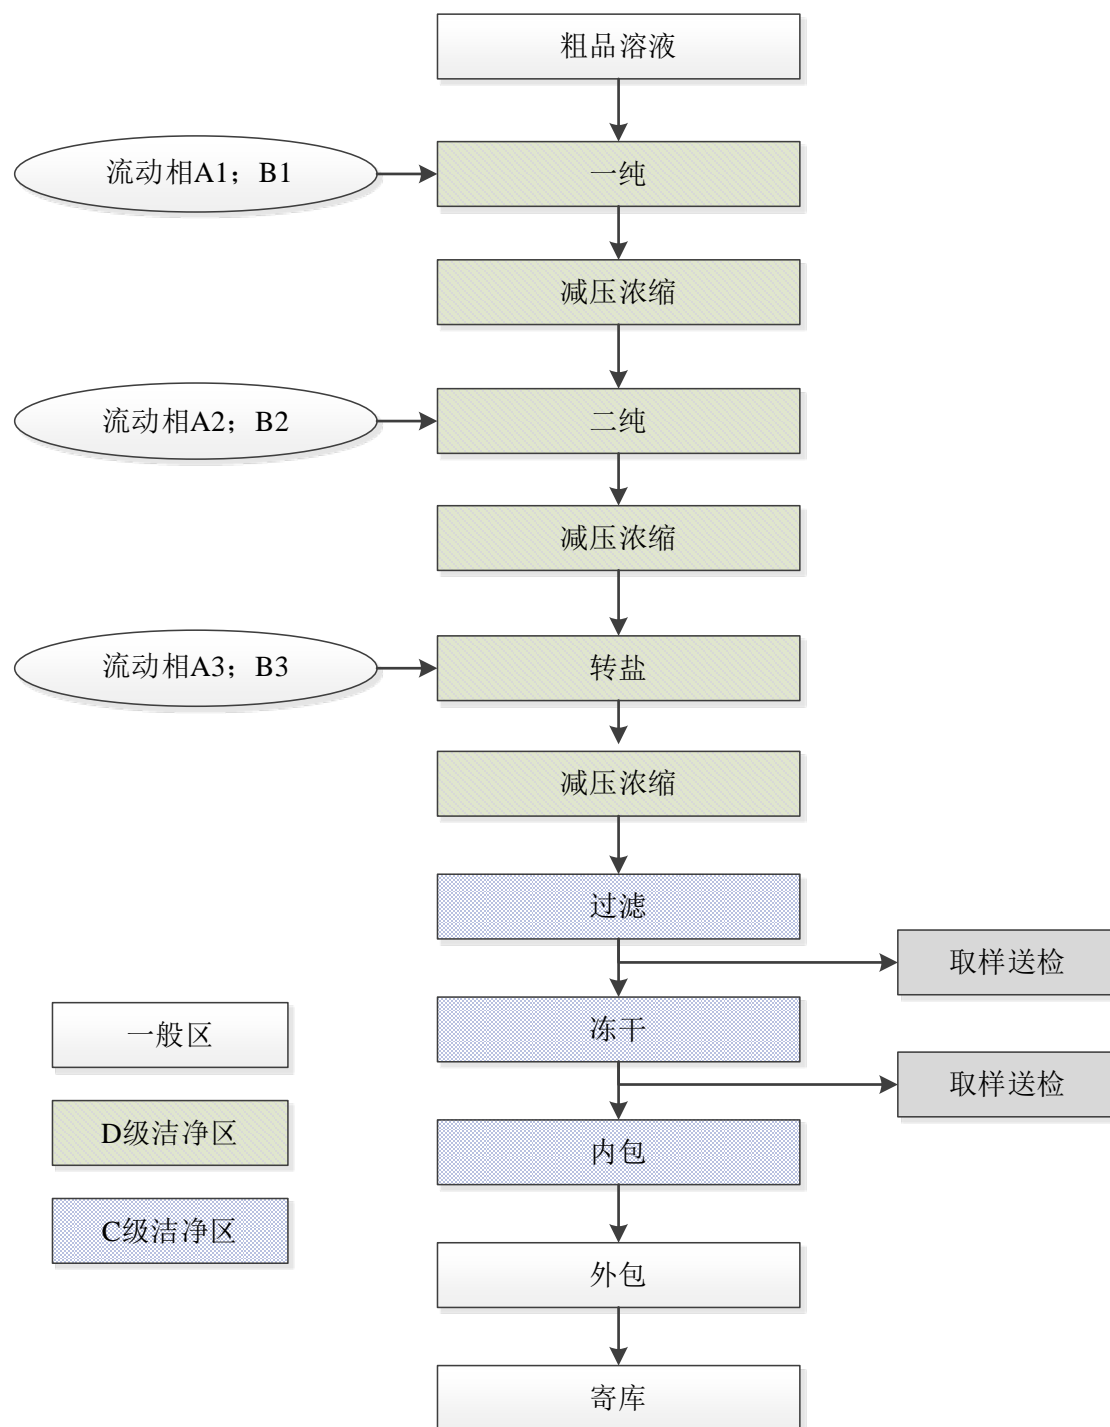 粗品溶液
流动相A1；B1
一纯
减压浓缩
流动相A2；B2
二纯
减压浓缩
流动相A3；B3
转盐
减压浓缩
过滤
取样送检
冻干
取样送检
内包
外包
寄库
一般区
D级洁净区
C级洁净区